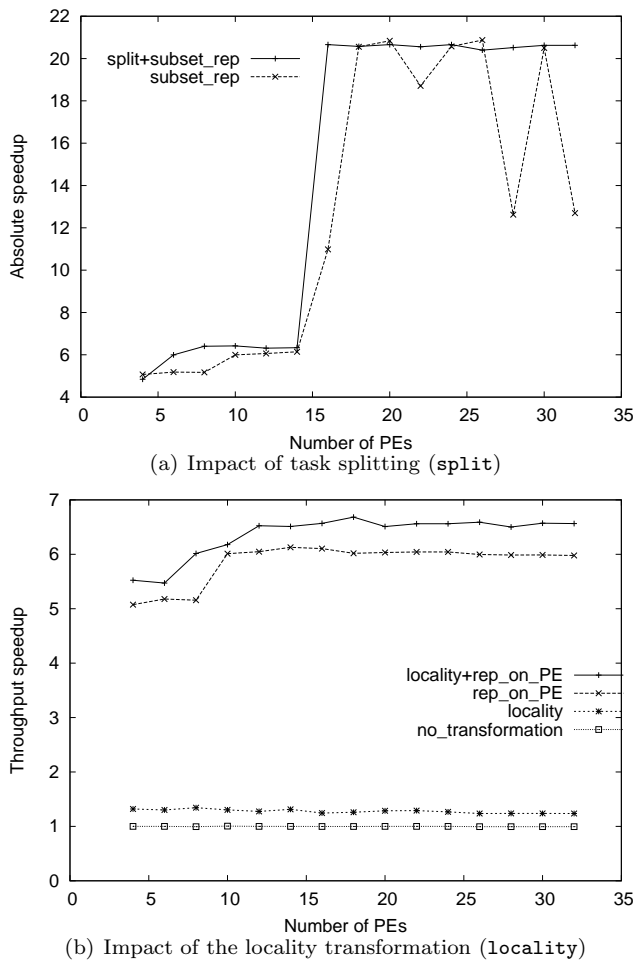 22
20
18
16
14
12
10
8
6
4
Absolute speedup
split+subset_rep
subset_rep
0 5 10 15 20 25 30 35
Number of PEs
(a) Impact of task splitting (split)
7
6
5
4
3
2
1
0
Throughput speedup
locality+rep_on_PE
rep_on_PE
locality
no_transformation
0 5 10 15 20 25 30 35
Number of PEs
(b) Impact of the locality transformation (locality)